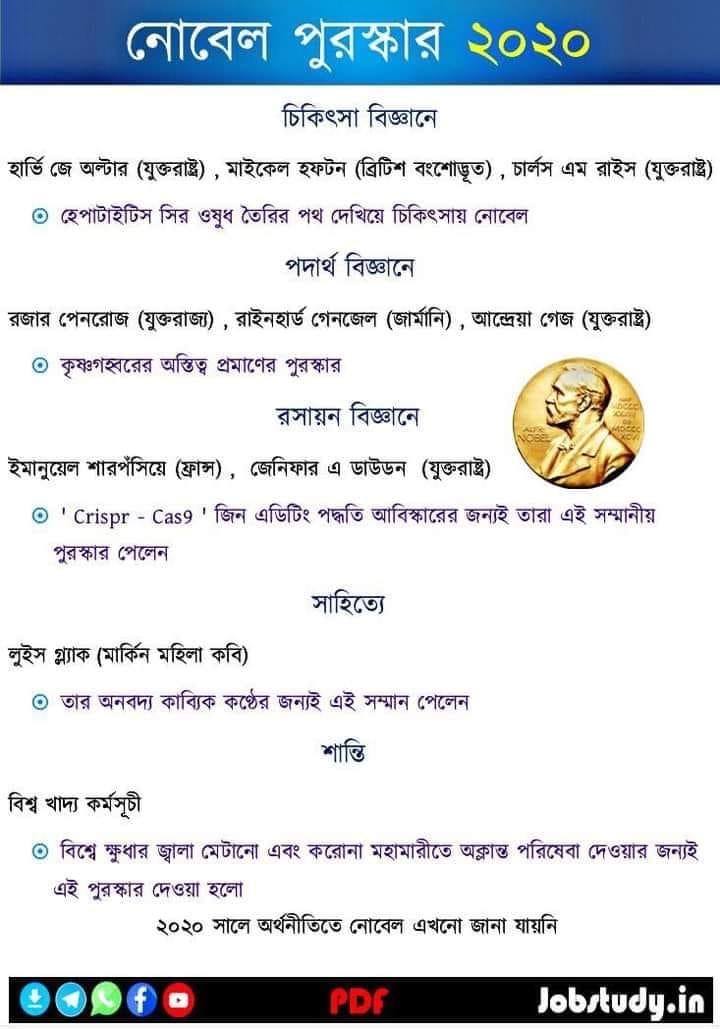 নোবেল পুরস্কার ২০২০
চিকিৎসা বিজ্ঞানে
হার্ভি জে অল্টার (যুক্তরাষ্ট্র) , মাইকেল হফটন (ব্রিটিশ বংশোদ্ভূত) , চার্লস এম রাইস (যুক্তরাষ্ট্র)
হেপাটাইটিস সির ওষুধ তৈরির পথ দেখিয়ে চিকিৎসায় নোবেল
পদার্থ বিজ্ঞানে
রজার পেনরোজ (যুক্তরাজ্য) , রাইনহার্ড গেনজেল (জার্মানি) , আন্দ্রেয়া গেজ (যুক্তরাষ্ট্র)
কৃষ্ণগহ্বরের অস্তিত্ব প্রমাণের পুরস্কার
রসায়ন বিজ্ঞানে
ইমানুয়েল শারপঁসিয়ে (ফ্রান্স) , জেনিফার এ ডাউডন (যুক্তরাষ্ট্র)
' Crispr - Cas9 ' জিন এডিটিং পদ্ধতি আবিস্কারের জন্যই তারা এই সম্মানীয়
পুরস্কার পেলেন
সাহিত্যে
লুইস গ্ল্যাক (মার্কিন মহিলা কবি)
তার অনবদ্য কাব্যিক কণ্ঠের জন্যই এই সম্মান পেলেন
শান্তি
বিশ্ব খাদ্য কর্মসূচী
বিশ্বে ক্ষুধার জ্বালা মেটানো এবং করোনা মহামারীতে অক্লান্ত পরিষেবা দেওয়ার জন্যই
এই পুরস্কার দেওয়া হলো
২০২০ সালে অর্থনীতিতে নোবেল এখনো জানা যায়নি
PDF
Jobstudy.in